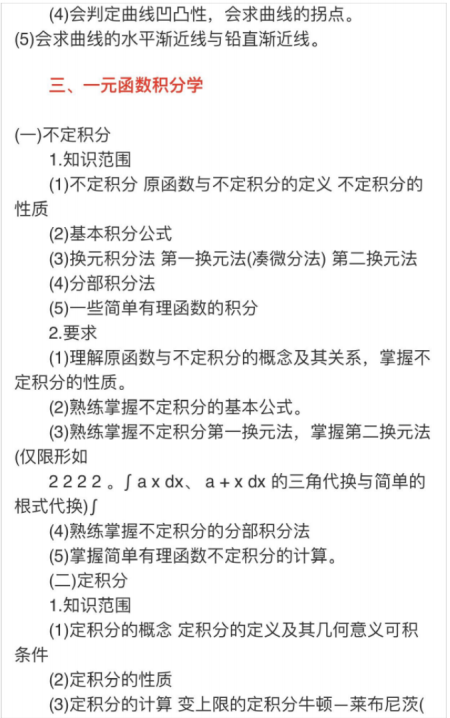 (4)会判定曲线凹凸性，会求曲线的拐点。
(5)会求曲线的水平渐近线与铅直渐近线。
三、一元函数积分学
(一)不定积分
1.知识范围
(1)不定积分 原函数与不定积分的定义 不定积分的
性质
(2)基本积分公式
(3)换元积分法 第一换元法(凑微分法) 第二换元法
(4)分部积分法
(5)一些简单有理函数的积分
2.要求
(1)理解原函数与不定积分的概念及其关系，掌握不
定积分的性质。
(2)熟练掌握不定积分的基本公式。
(3)熟练掌握不定积分第一换元法，掌握第二换元法
(仅限形如
2 2 2 2 。∫ a x dx、 a + x dx 的三角代换与简单的
根式代换)∫
(4)熟练掌握不定积分的分部积分法
(5)掌握简单有理函数不定积分的计算。
(二)定积分
1.知识范围
(1)定积分的概念 定积分的定义及其几何意义可积
条件
(2)定积分的性质
(3)定积分的计算 变上限的定积分牛顿—莱布尼茨(